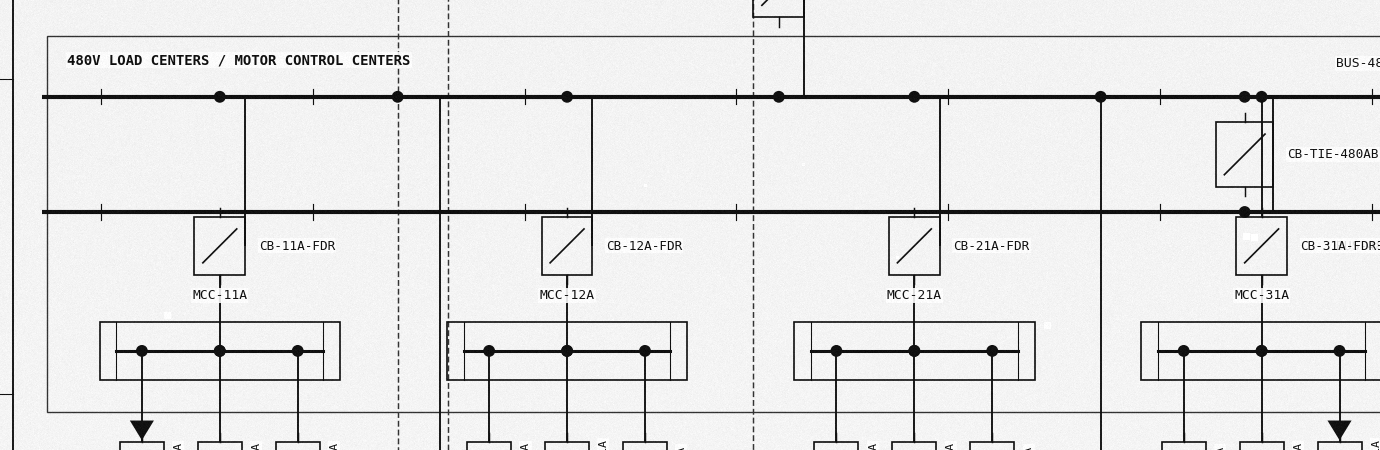 480V LOAD CENTERS / MOTOR CONTROL CENTERS
CB-TIE-480AB
CB-11A-FDR
CB-12A-FDR
CB-21A-FDR
MCC-11A
MCC-12A
MCC-21A
MCC-31A